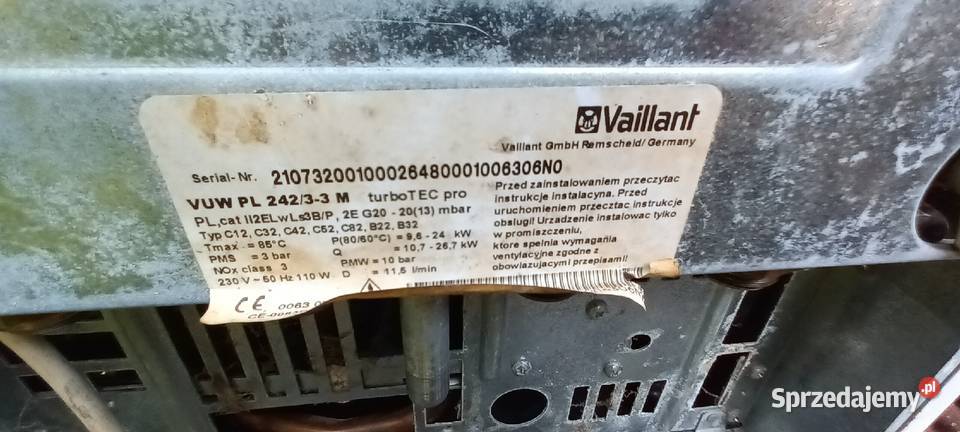 Vaillant
Vaillant GmbH Remscheid/Germany
Serial-Nr. 21073200100026480001006306N0
VUW PL 242/3-3 M turboTEC pro
PL,cat II2ELwLs3B/P, 2E G20 - 20(13) mbar
Typ C12, C32, C42, C52, C82, B22, B32
Tmax. = 85°C P(80/60°C) = 9,6 - 24 kW
PMS = 3 bar Q = 10,7 - 26,7 kW
NOx class 3 PMW = 10 bar
230 V ~ 50 Hz 110 W D = 11,5 l/min
Przed zainstalowaniem przeczytać
instrukcje instalacyjna. Przed
uruchomieniem przeczytac instrukcje
obslugi! Urzadzenie instalowac tylko
w promiszczeniu,
ktore spelnia wymagania
wentylacyjne zgodne z
obowiazujacymi przepisami!
CE 0063
Sprzedajemy.pl